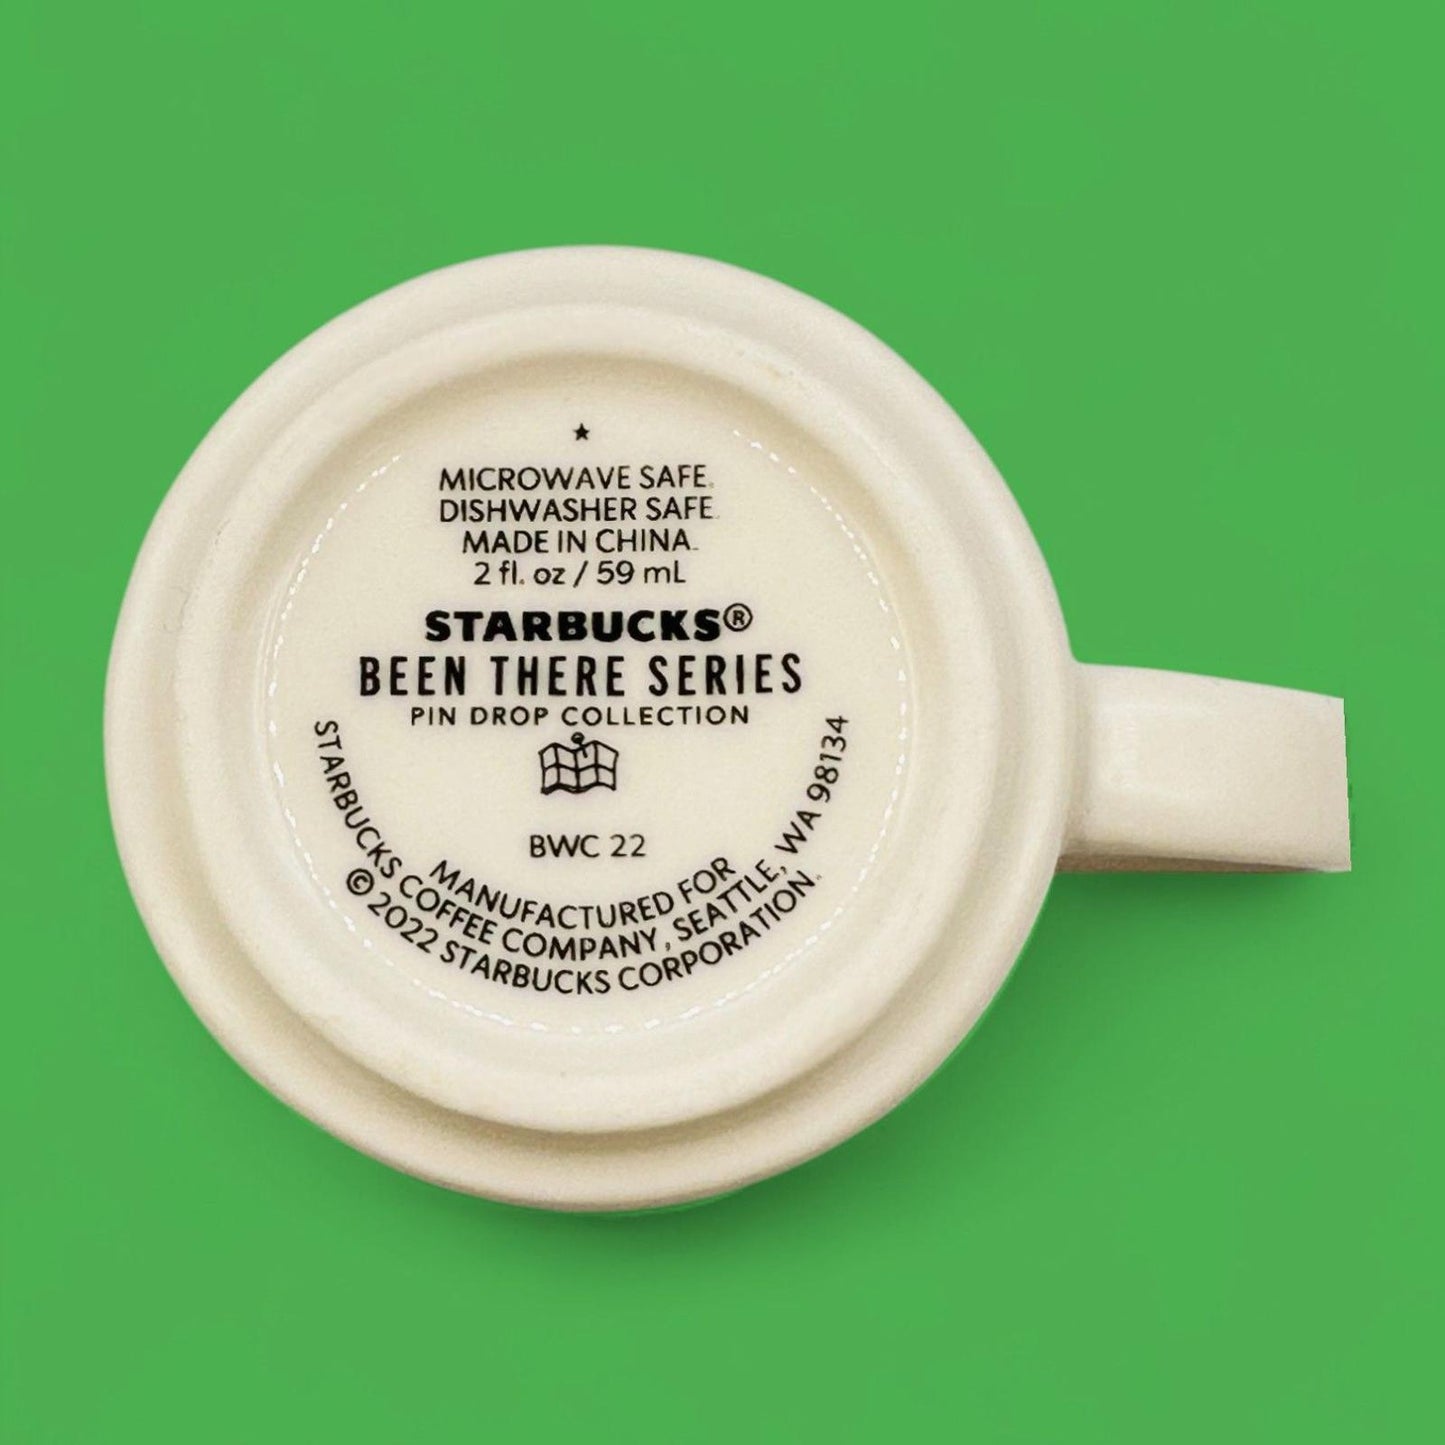 MICROWAVE SAFE.
DISHWASHER SAFE.
MADE IN CHINA.
2 fl. oz / 59 mL
STARBUCKS®
BEEN THERE SERIES
PIN DROP COLLECTION
BWC 22
MANUFACTURED FOR
STARBUCKS COFFEE COMPANY, SEATTLE, WA 98134
©2022 STARBUCKS CORPORATION.